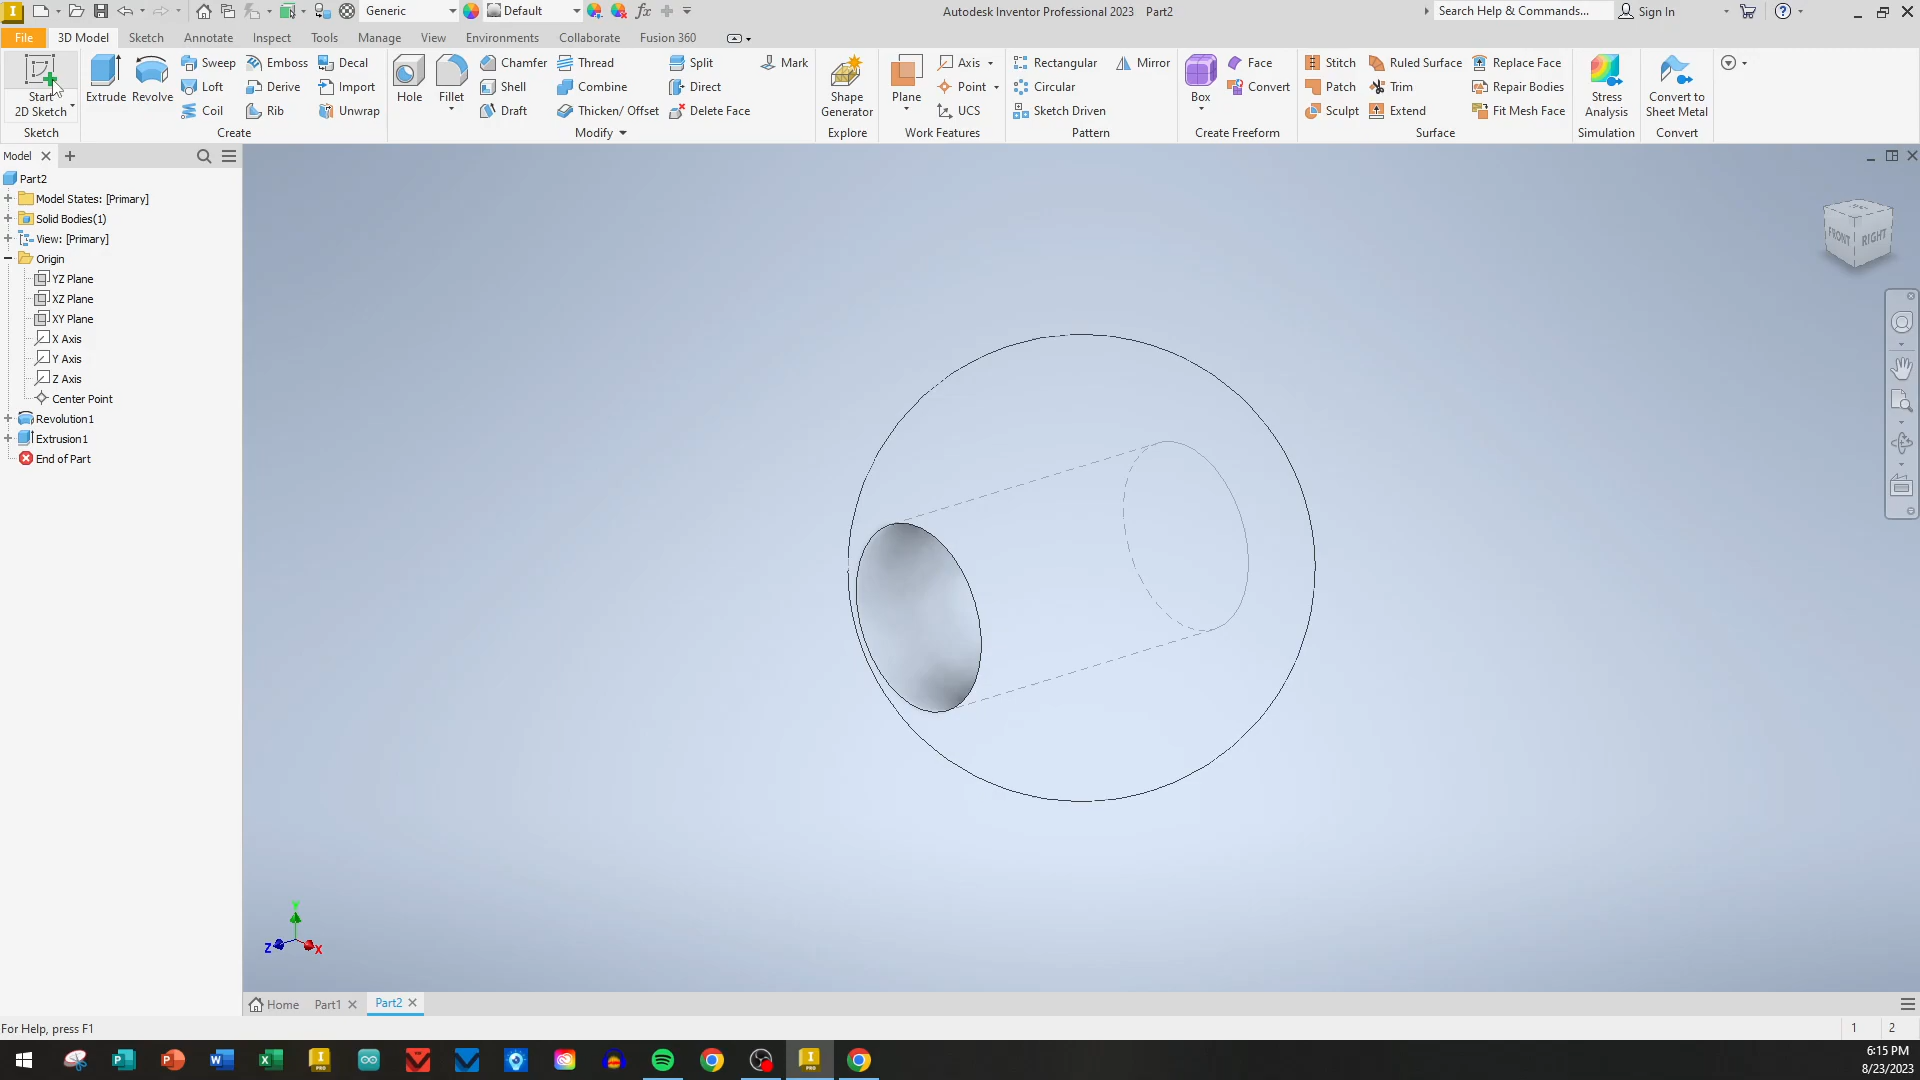 Generic
Default
Autodesk Inventor Professional 2023 Part2
Search Help & Commands...
Sign In
File
3D Model
Sketch
Annotate
Inspect
Tools
Manage
View
Environments
Collaborate
Fusion 360
Start
2D Sketch
Sketch
Extrude
Revolve
Sweep
Loft
Coil
Emboss
Derive
Rib
Decal
Import
Unwrap
Create
Hole
Fillet
Chamfer
Shell
Draft
Thread
Combine
Thicken/ Offset
Split
Direct
Delete Face
Mark
Modify
Shape
Generator
Explore
Plane
Axis
Point
UCS
Work Features
Rectangular
Circular
Sketch Driven
Mirror
Pattern
Box
Face
Convert
Create Freeform
Stitch
Patch
Sculpt
Ruled Surface
Trim
Extend
Replace Face
Repair Bodies
Fit Mesh Face
Surface
Stress
Analysis
Simulation
Convert to
Sheet Metal
Convert
Model
Part2
Model States: [Primary]
Solid Bodies(1)
View: [Primary]
Origin
YZ Plane
XZ Plane
XY Plane
X Axis
Y Axis
Z Axis
Center Point
Revolution1
Extrusion1
End of Part
FRONT
RIGHT
Y
Z
X
Home
Part1
Part2
For Help, press F1
1
2
6:15 PM
8/23/2023